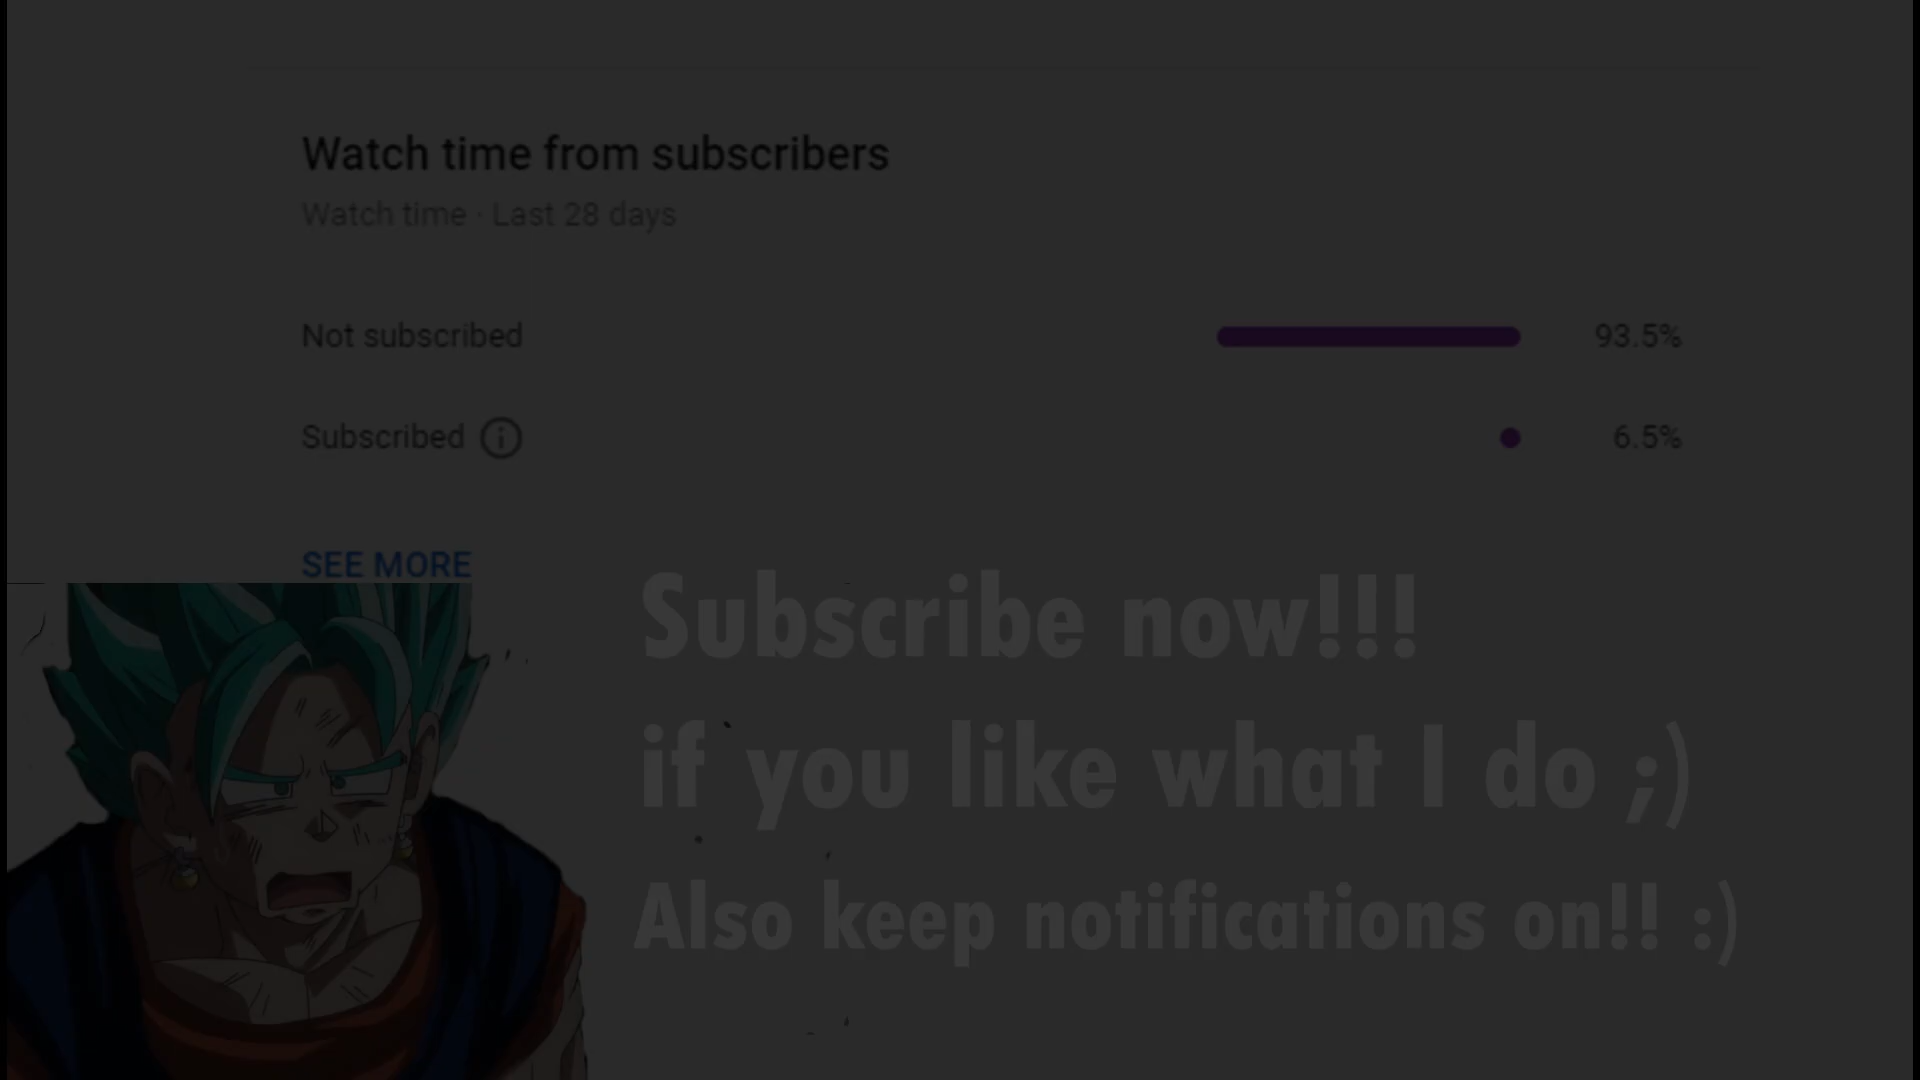 Watch time from subscribers
Watch time · Last 28 days
Not subscribed 93.5%
Subscribed 6.5%
SEE MORE
Subscribe now!!!
if you like what I do ;)
Also keep notifications on!! :)